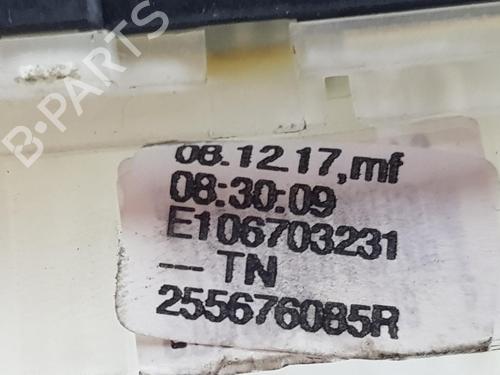 B-PARTS
08.12.17,mf
08:30:09
E106703231
— TN
255676085R